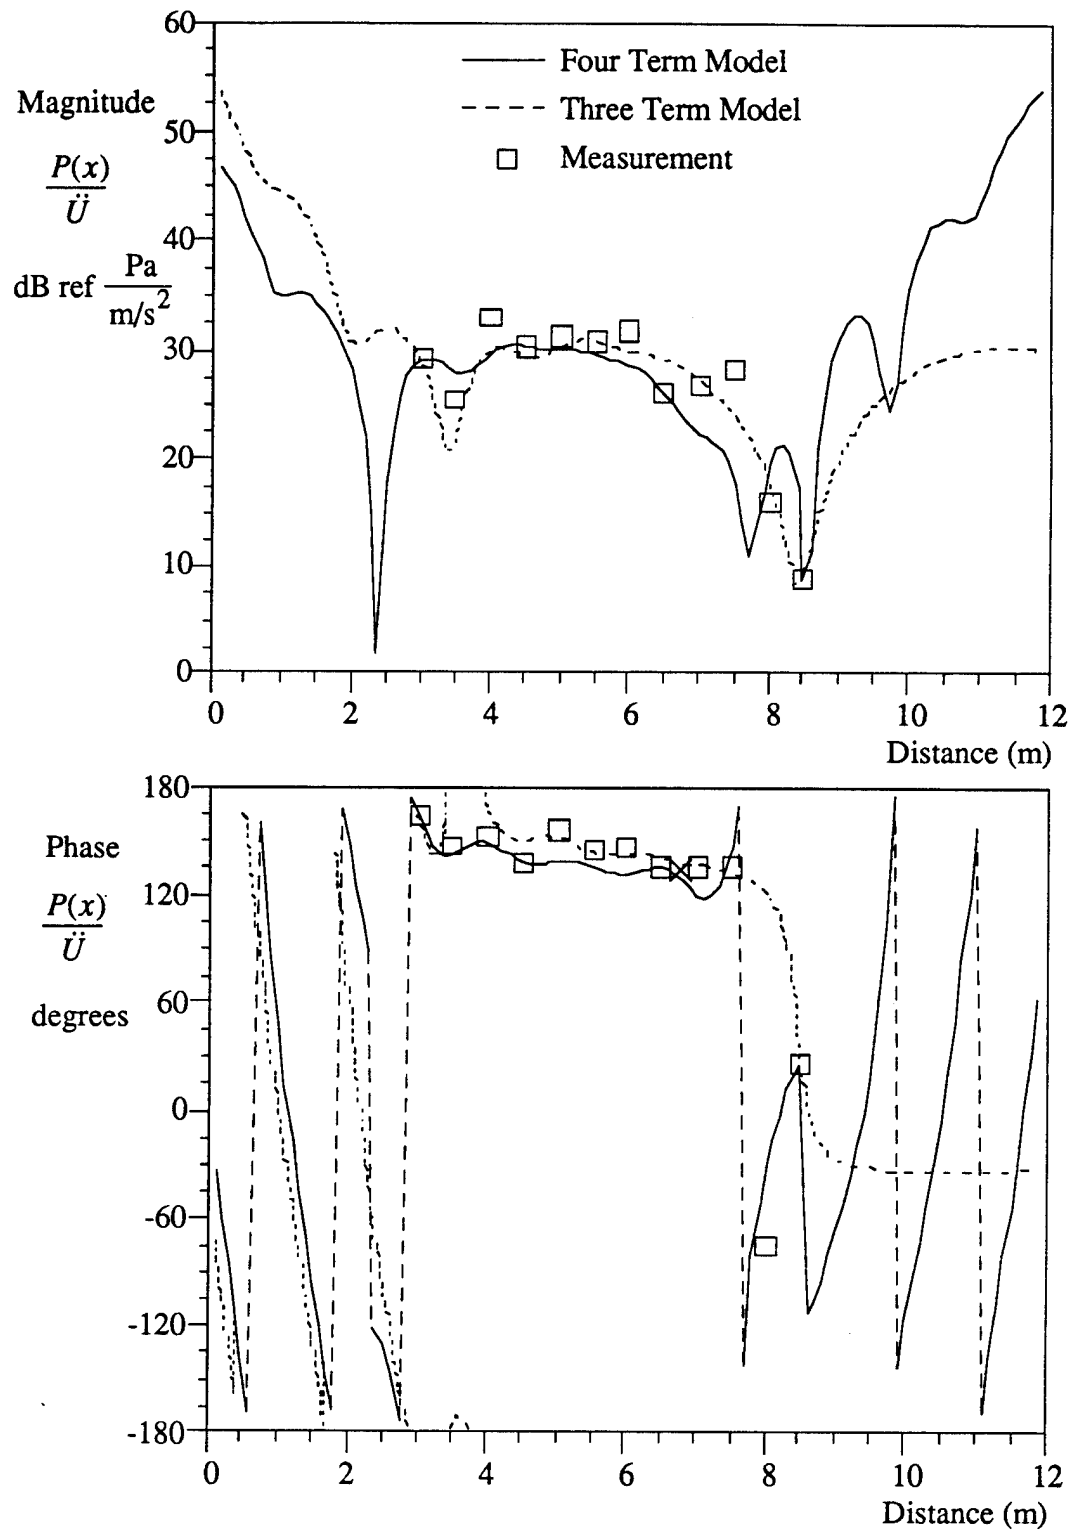 60
50
40
30
20
10
0
Magnitude
P(x)
Ü
dB ref Pa
m/s²
Four Term Model
Three Term Model
Measurement
0 2 4 6 8 10 12
Distance (m)
180
120
60
0
-60
-120
-180
Phase
P(x)
Ü
degrees
0 2 4 6 8 10 12
Distance (m)